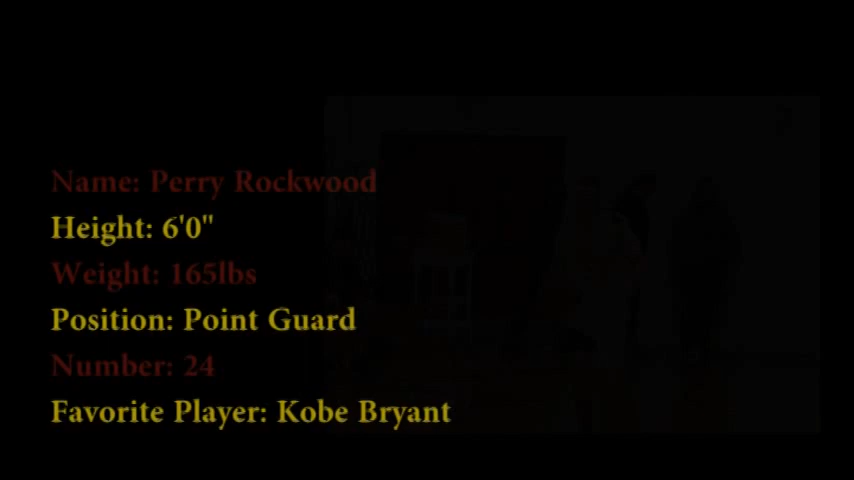 Name: Perry Rockwood
Height: 6'0"
Weight: 165lbs
Position: Point Guard
Number: 24
Favorite Player: Kobe Bryant